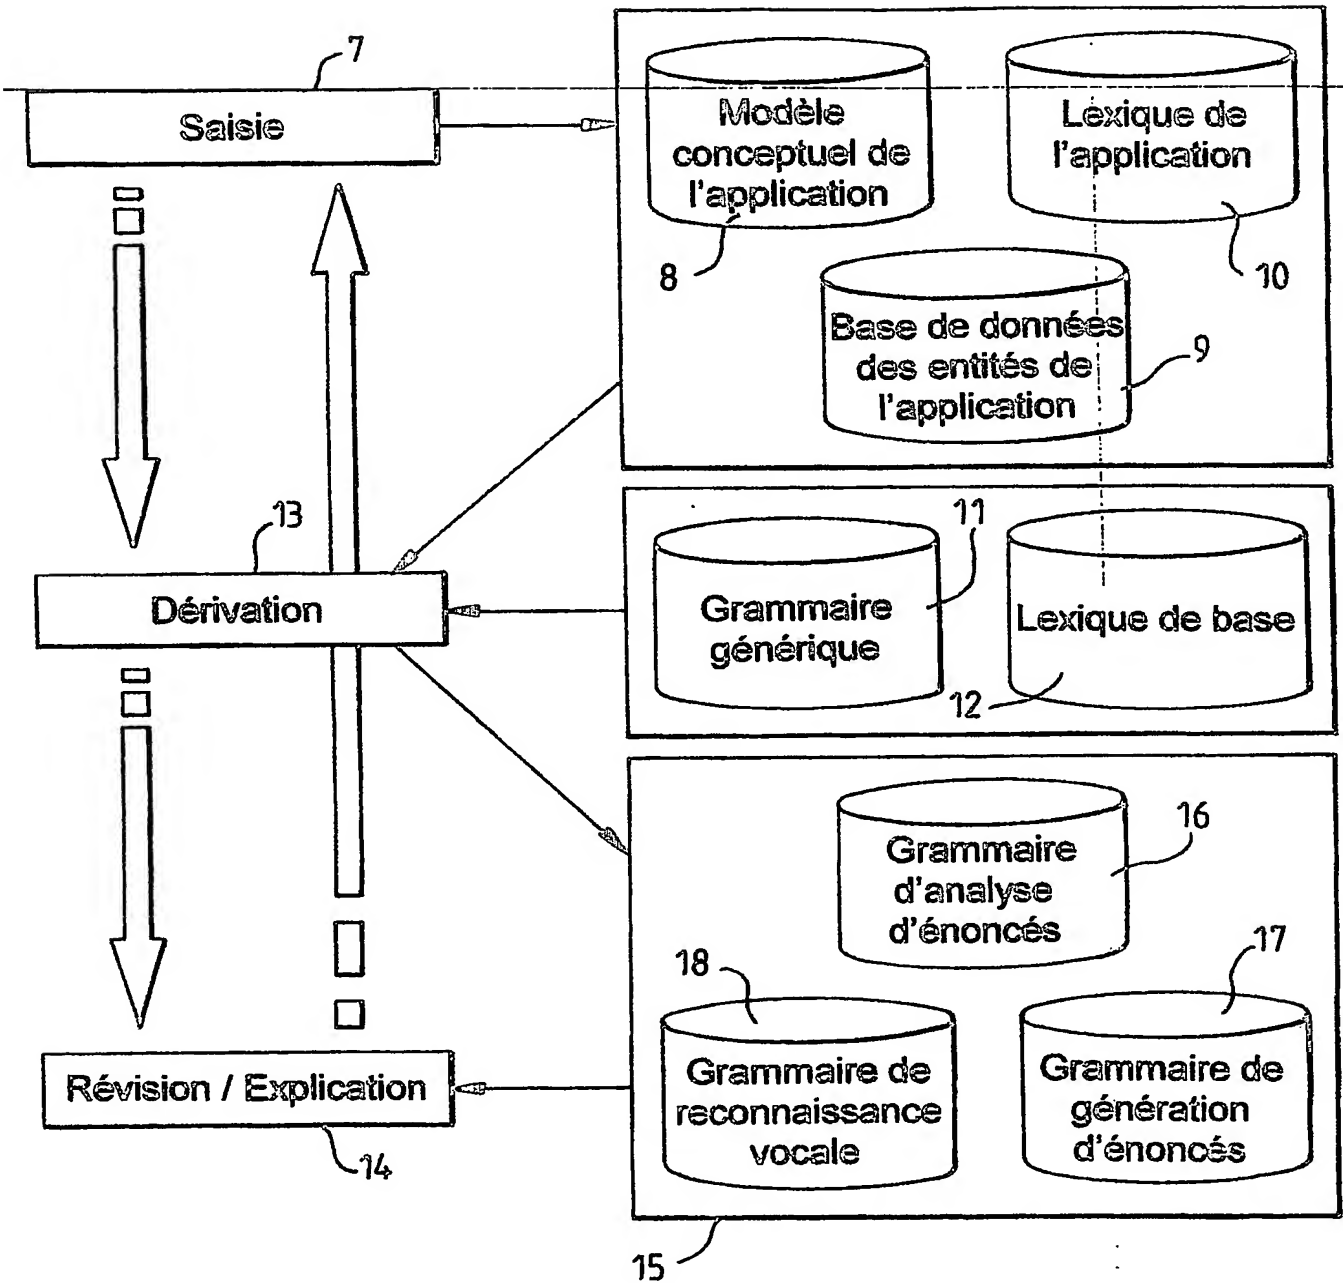 7
Saisie
Modèle
conceptuel de
l'application
8
Lexique de
l'application
10
Base de données
des entités de
l'application
9
13
Dérivation
11
Grammaire
générique
Lexique de base
12
16
Grammaire
d'analyse
d'énoncés
18
17
Révision / Explication
14
Grammaire de
reconnaissance
vocale
Grammaire de
génération
d'énoncés
15